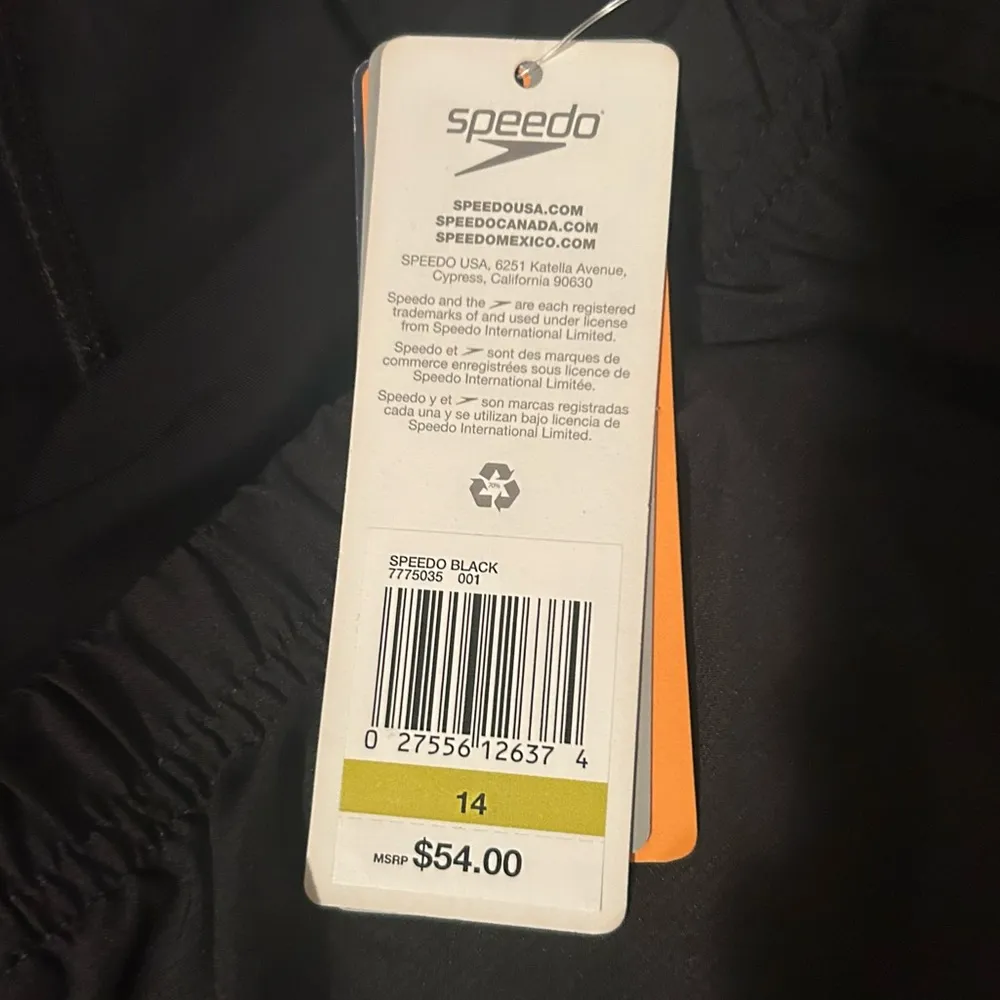 speedo
SPEEDOUSA.COM
SPEEDOCANADA.COM
SPEEDOMEXICO.COM
SPEEDO USA, 6251 Katella Avenue,
Cypress, California 90630
Speedo and the are each registered
trademarks of and used under license
from Speedo International Limited.
Speedo et sont des marques de
commerce enregistrées sous licence de
Speedo International Limitée.
Speedo y et son marcas registradas
cada una y se utilizan bajo licencia de
Speedo International Limited.
70%
SPEEDO BLACK
7775035 001
0 27556 12637 4
14
MSRP $54.00